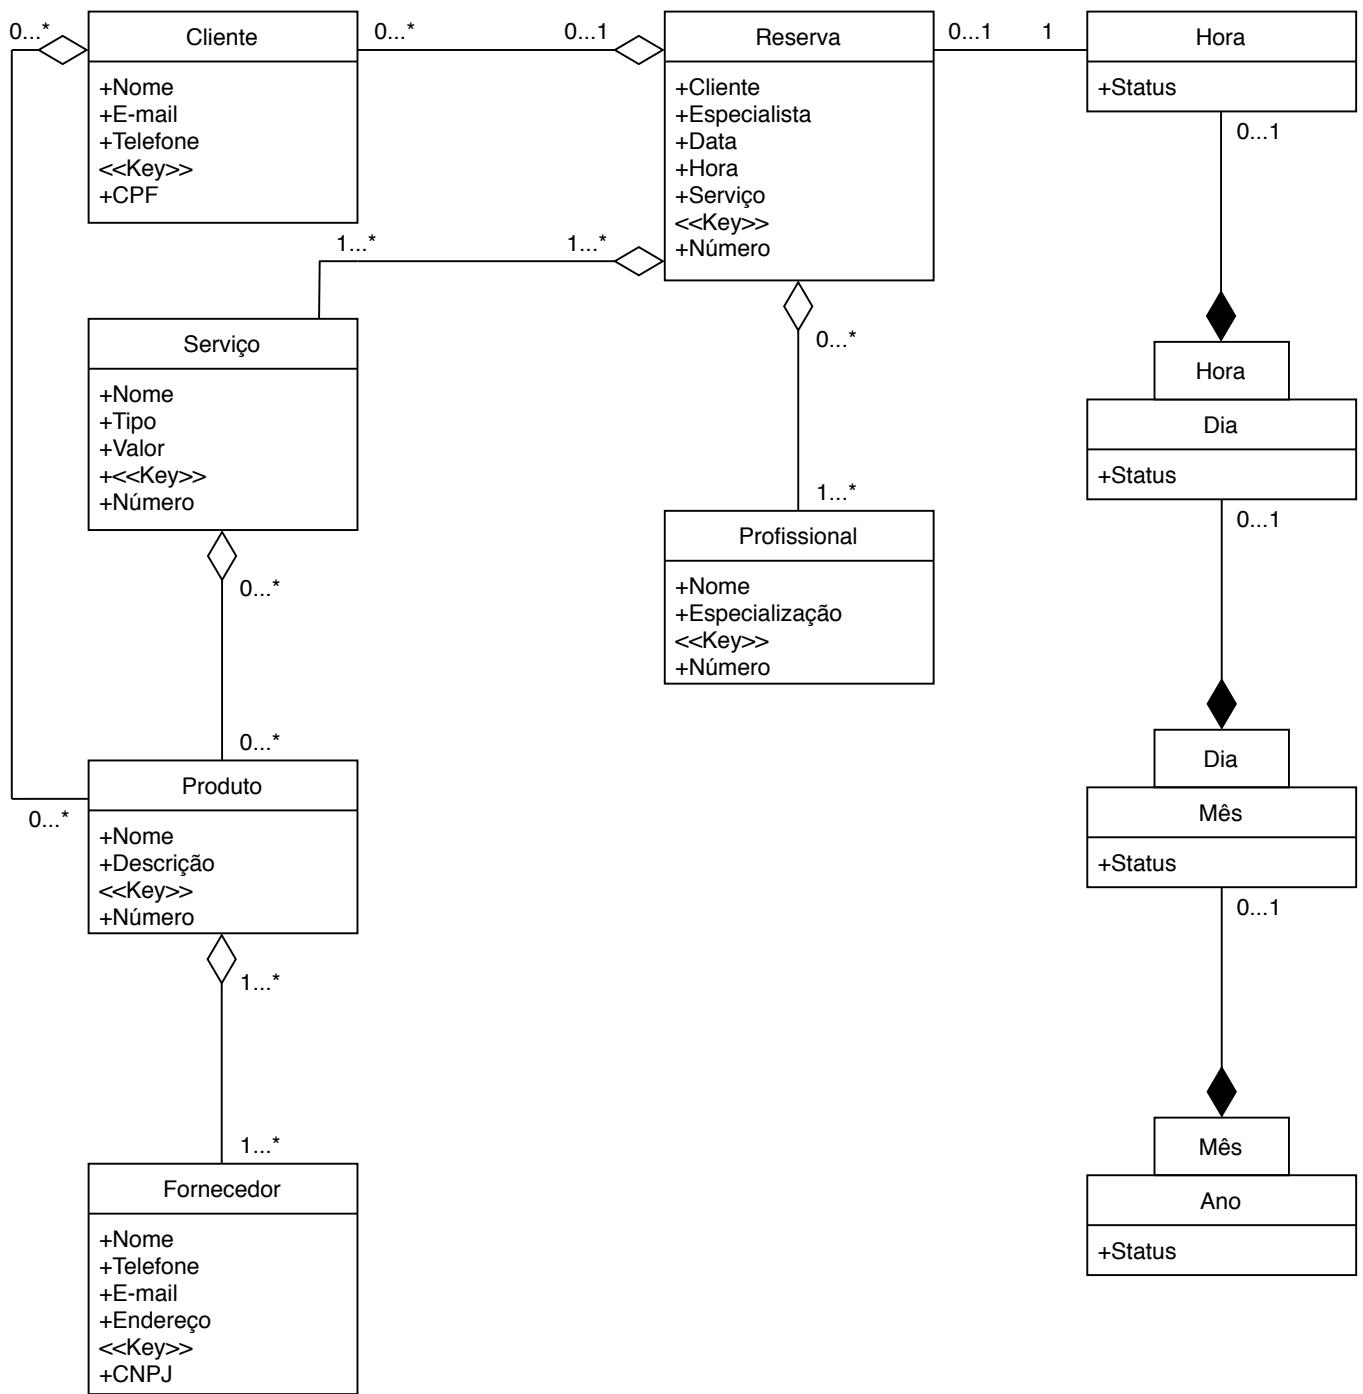 0...*
Cliente
+Nome
+E-mail
+Telefone
<<Key>>
+CPF
0...*
0...1
Reserva
+Cliente
+Especialista
+Data
+Hora
+Serviço
<<Key>>
+Número
0...1
1
Hora
+Status
0...1
1...*
1...*
Serviço
+Nome
+Tipo
+Valor
+<<Key>>
+Número
0...*
Hora
Dia
+Status
0...1
1...*
Profissional
+Nome
+Especialização
<<Key>>
+Número
0...*
0...*
0...*
Produto
+Nome
+Descrição
<<Key>>
+Número
Dia
Mês
+Status
0...1
1...*
1...*
Fornecedor
+Nome
+Telefone
+E-mail
+Endereço
<<Key>>
+CNPJ
Mês
Ano
+Status